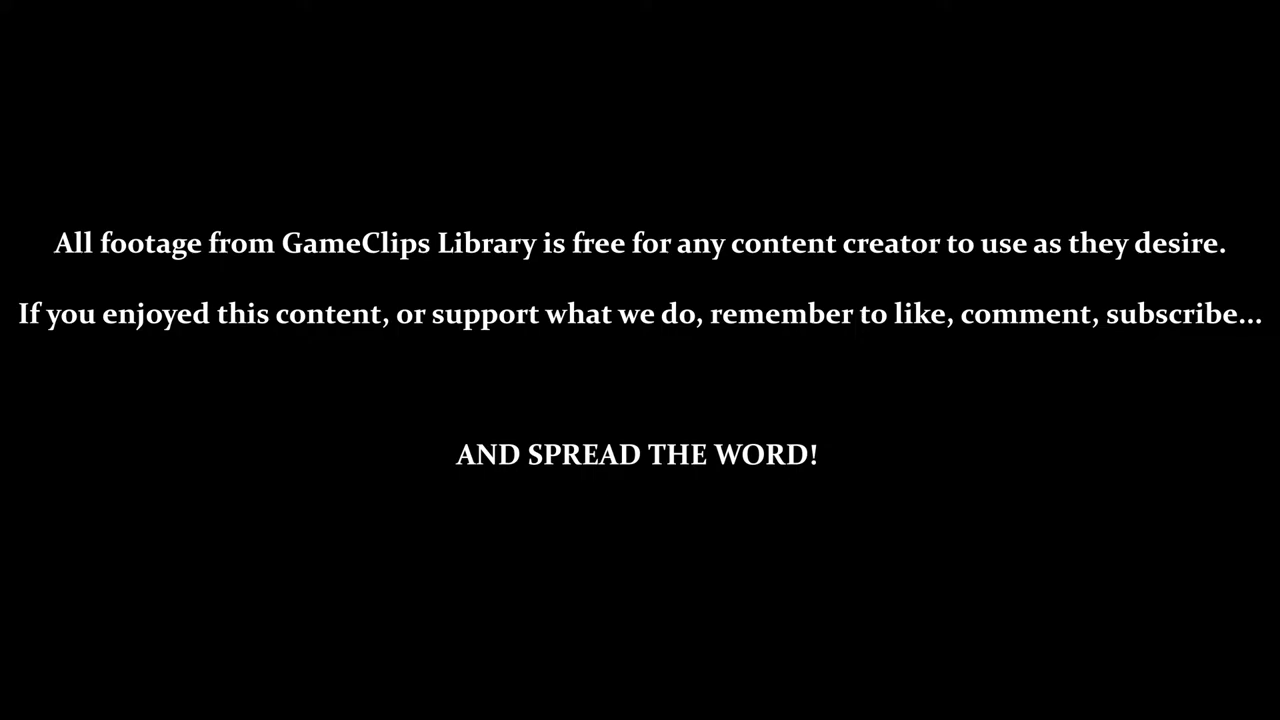 All footage from GameClips Library is free for any content creator to use as they desire.
If you enjoyed this content, or support what we do, remember to like, comment, subscribe...
AND SPREAD THE WORD!